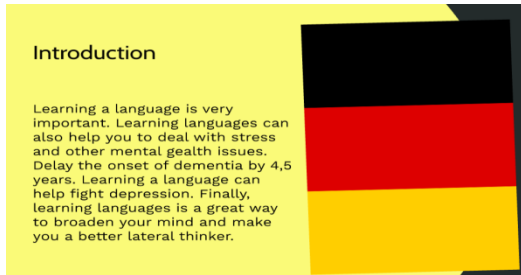 Introduction
Learning a language is very
important. Learning languages can
also help you to deal with stress
and other mental gealth issues.
Delay the onset of dementia by 4,5
years. Learning a language can
help fight depression. Finally,
learning languages is a great way
to broaden your mind and make
you a better lateral thinker.